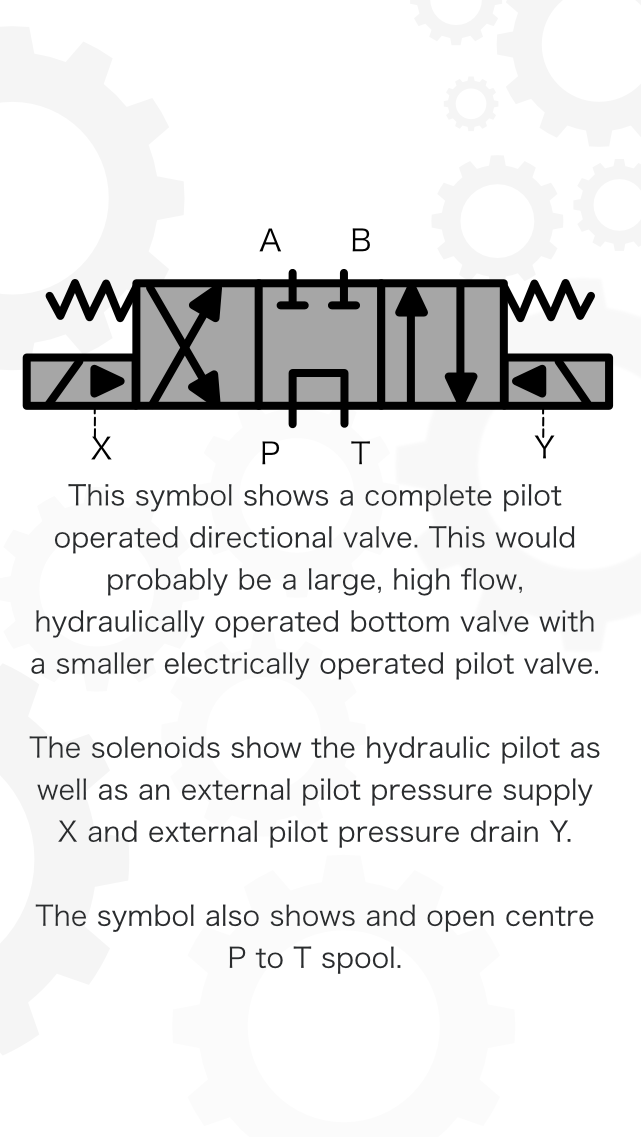 A B
X P T Y
This symbol shows a complete pilot
operated directional valve. This would
probably be a large, high flow,
hydraulically operated bottom valve with
a smaller electrically operated pilot valve.
The solenoids show the hydraulic pilot as
well as an external pilot pressure supply
X and external pilot pressure drain Y.
The symbol also shows and open centre
P to T spool.